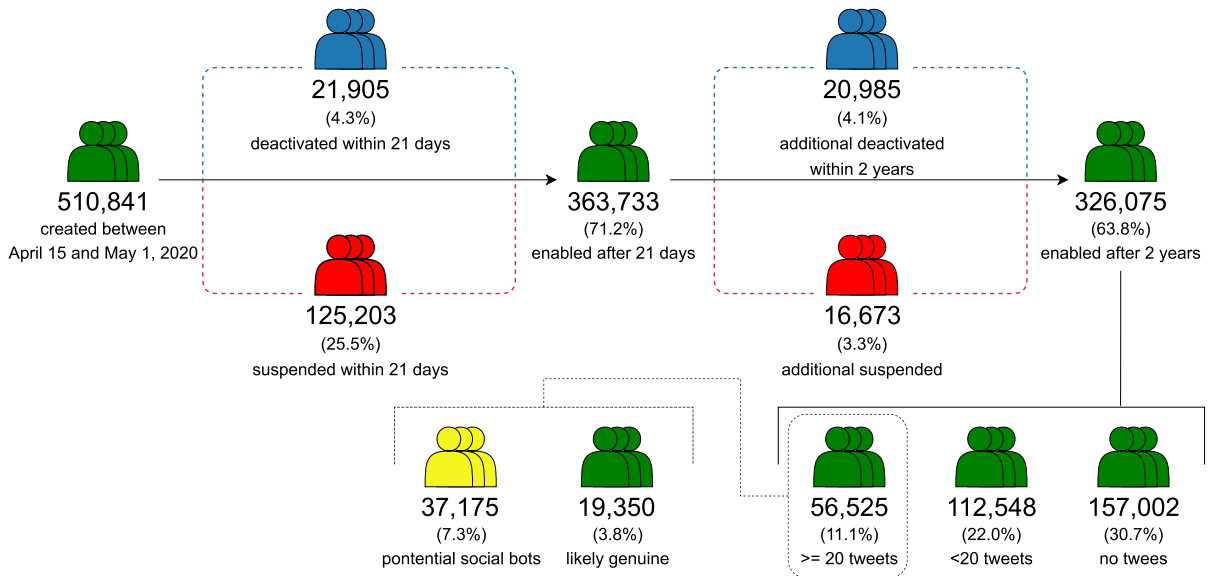 21,905
(4.3%)
deactivated within 21 days
20,985
(4.1%)
additional deactivated
within 2 years
510,841
created between
April 15 and May 1, 2020
363,733
(71.2%)
enabled after 21 days
326,075
(63.8%)
enabled after 2 years
125,203
(25.5%)
suspended within 21 days
16,673
(3.3%)
additional suspended
37,175
(7.3%)
pontential social bots
19,350
(3.8%)
likely genuine
56,525
(11.1%)
>= 20 tweets
112,548
(22.0%)
<20 tweets
157,002
(30.7%)
no twees